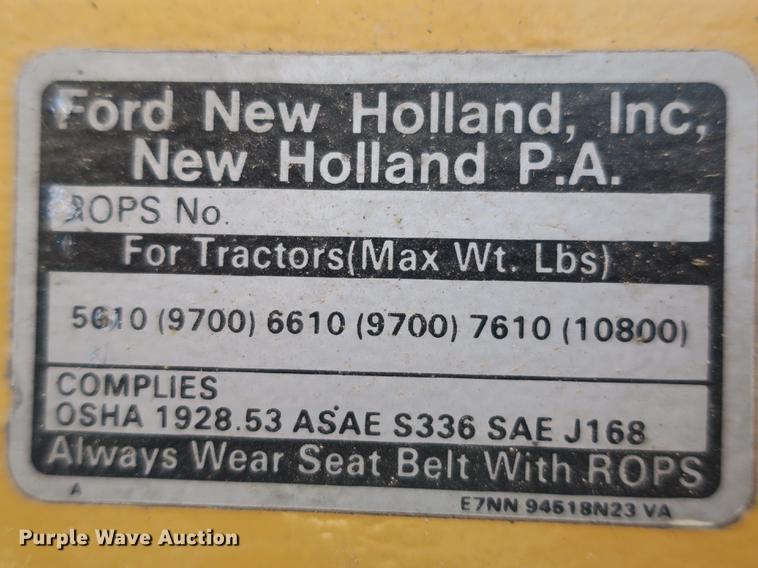 Ford New Holland, Inc,
New Holland P.A.
ROPS No.
For Tractors(Max Wt. Lbs)
5610 (9700) 6610 (9700) 7610 (10800)
COMPLIES
OSHA 1928.53 ASAE S336 SAE J168
Always Wear Seat Belt With ROPS
A
E7NN 94618N23 VA
Purple Wave Auction